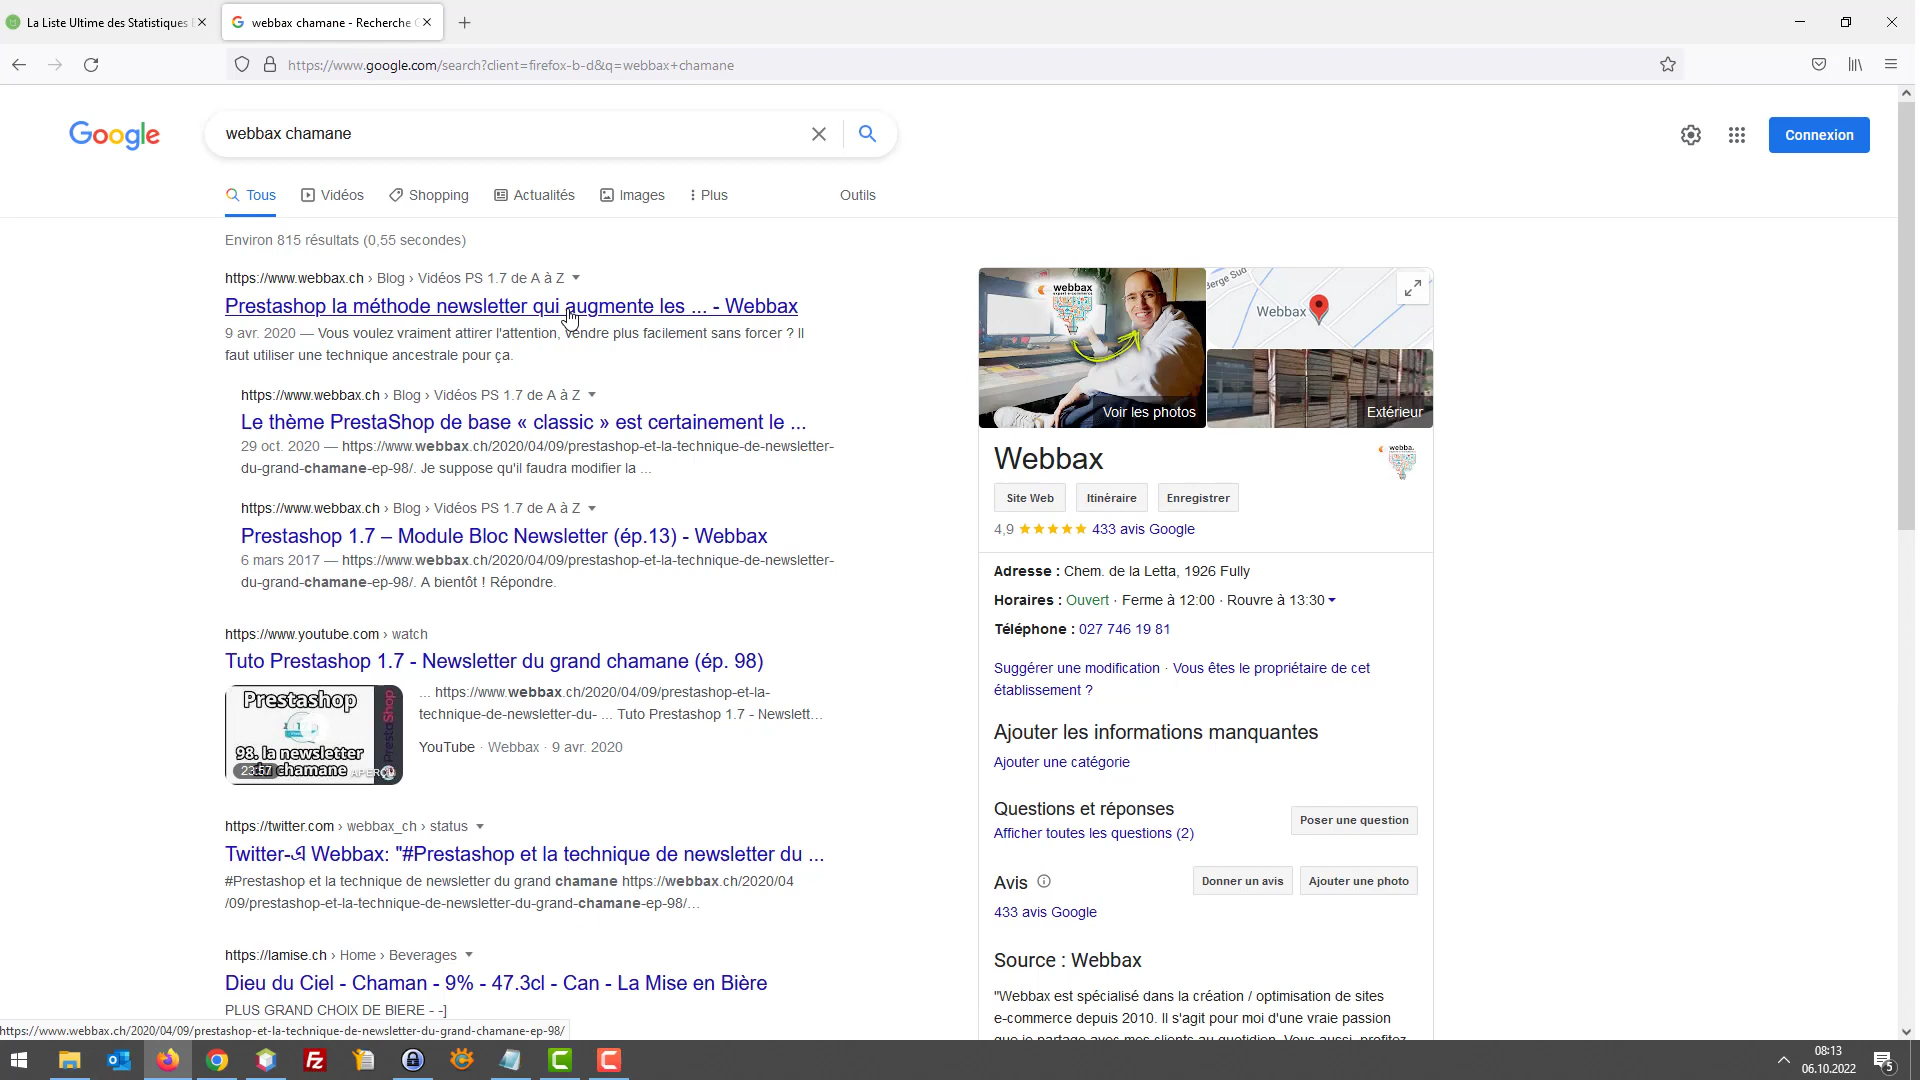 La Liste Ultime des Statistiques
webbax chamane - Recherche
https://www.google.com/search?client=firefox-b-d&q=webbax+chamane
Google
webbax chamane
Connexion
Tous
Vidéos
Shopping
Actualités
Images
Plus
Outils
Environ 815 résultats (0,55 secondes)
https://www.webbax.ch › Blog › Vidéos PS 1.7 de A à Z
Prestashop la méthode newsletter qui augmente les ... - Webbax
9 avr. 2020 — Vous voulez vraiment attirer l'attention, vendre plus facilement sans forcer ? Il
faut utiliser une technique ancestrale pour ça.
https://www.webbax.ch › Blog › Vidéos PS 1.7 de A à Z
Le thème PrestaShop de base « classic » est certainement le ...
29 oct. 2020 — https://www.webbax.ch/2020/04/09/prestashop-et-la-technique-de-newsletter-
du-grand-chamane-ep-98/. Je suppose qu'il faudra modifier la ...
https://www.webbax.ch › Blog › Vidéos PS 1.7 de A à Z
Prestashop 1.7 – Module Bloc Newsletter (ép.13) - Webbax
6 mars 2017 — https://www.webbax.ch/2020/04/09/prestashop-et-la-technique-de-newsletter-
du-grand-chamane-ep-98/. A bientôt ! Répondre.
https://www.youtube.com › watch
Tuto Prestashop 1.7 - Newsletter du grand chamane (ép. 98)
Prestashop
98. la newsletter
du chamane
23:57
APERÇU
PrestaShop
... https://www.webbax.ch/2020/04/09/prestashop-et-la-
technique-de-newsletter-du- ... Tuto Prestashop 1.7 - Newslett...
YouTube · Webbax · 9 avr. 2020
https://twitter.com › webbax_ch › status
Twitter-ରେ Webbax: "#Prestashop et la technique de newsletter du ...
#Prestashop et la technique de newsletter du grand chamane https://webbax.ch/2020/04
/09/prestashop-et-la-technique-de-newsletter-du-grand-chamane-ep-98/...
https://lamise.ch › Home › Beverages
Dieu du Ciel - Chaman - 9% - 47.3cl - Can - La Mise en Bière
PLUS GRAND CHOIX DE BIERE - -]
https://www.webbax.ch/2020/04/09/prestashop-et-la-technique-de-newsletter-du-grand-chamane-ep-98/
webbax
Voir les photos
Berge Sud
Webbax
Extérieur
Webbax
webba.
Site Web
Itinéraire
Enregistrer
4,9 ★★★★★ 433 avis Google
Adresse : Chem. de la Letta, 1926 Fully
Horaires : Ouvert · Ferme à 12:00 · Rouvre à 13:30
Téléphone : 027 746 19 81
Suggérer une modification · Vous êtes le propriétaire de cet
établissement ?
Ajouter les informations manquantes
Ajouter une catégorie
Questions et réponses
Afficher toutes les questions (2)
Poser une question
Avis
Donner un avis
Ajouter une photo
433 avis Google
Source : Webbax
"Webbax est spécialisé dans la création / optimisation de sites
e-commerce depuis 2010. Il s'agit pour moi d'une vraie passion
que je partage avec mes clients au quotidien. Vous aussi, profitez
08:13
06.10.2022
5